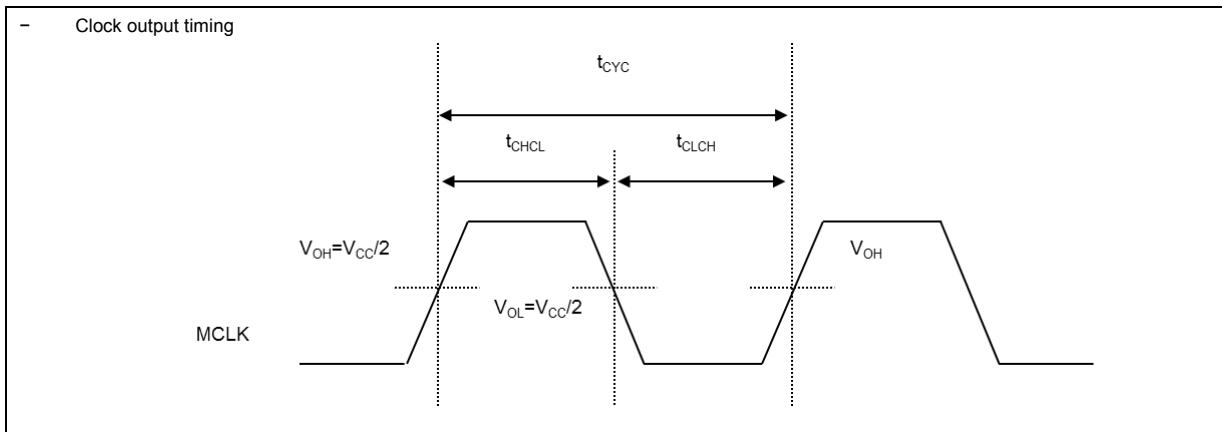 − Clock output timing
tCYC
tCHCL tCLCH
VOH=VCC/2 VOH
VOL=VCC/2
MCLK